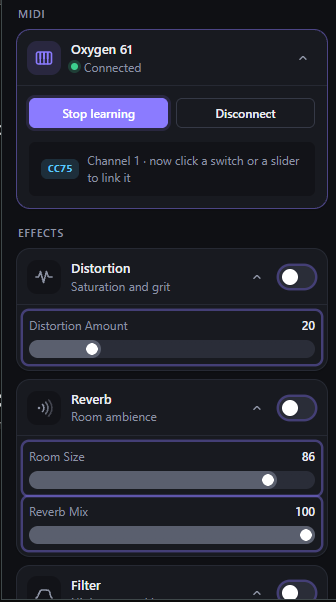 MIDI
Oxygen 61
Connected
Stop learning
Disconnect
CC75
Channel 1 · now click a switch or a slider
to link it
EFFECTS
Distortion
Saturation and grit
Distortion Amount
20
Reverb
Room ambience
Room Size
86
Reverb Mix
100
Filter